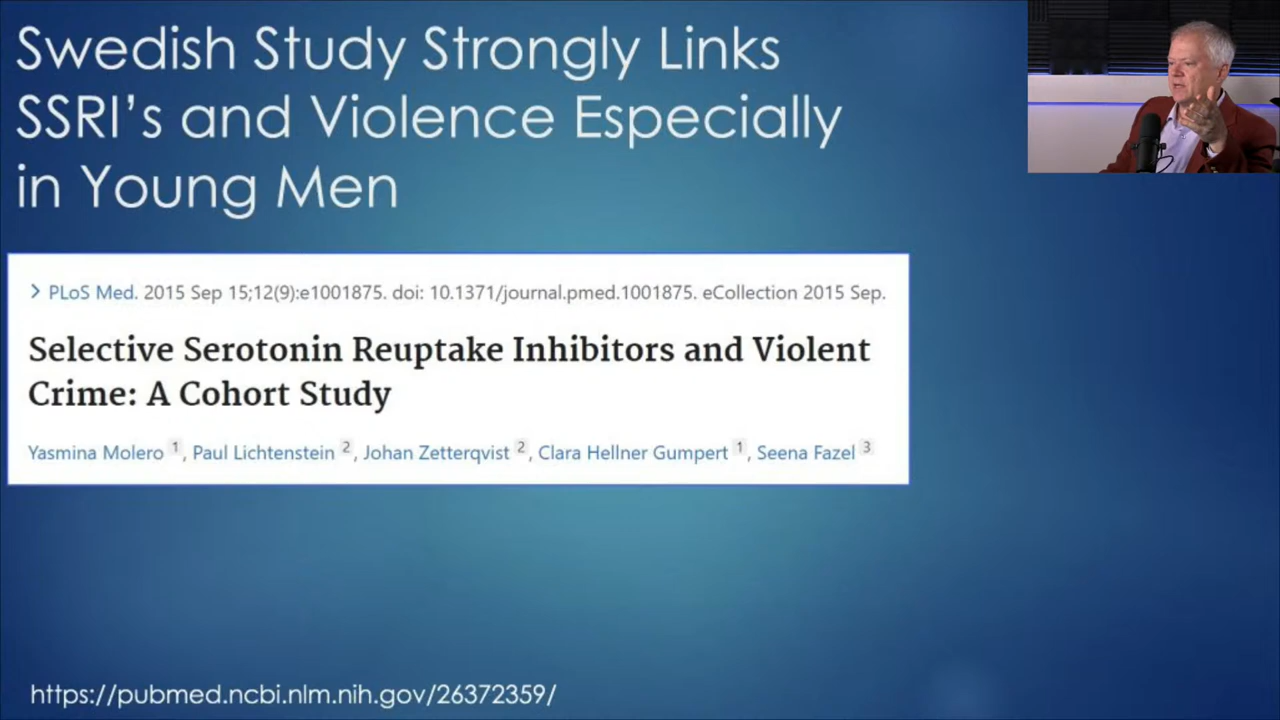 Swedish Study Strongly Links
SSRI's and Violence Especially
in Young Men
> PLoS Med. 2015 Sep 15;12(9):e1001875. doi: 10.1371/journal.pmed.1001875. eCollection 2015 Sep.
Selective Serotonin Reuptake Inhibitors and Violent
Crime: A Cohort Study
Yasmina Molero 1, Paul Lichtenstein 2, Johan Zetterqvist 2, Clara Hellner Gumpert 1, Seena Fazel 3
https://pubmed.ncbi.nlm.nih.gov/26372359/